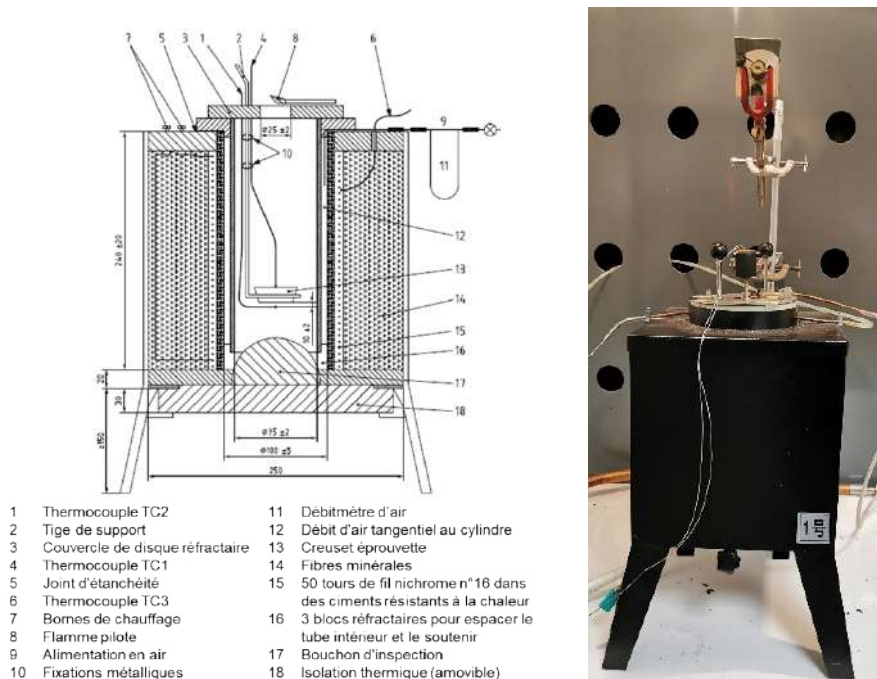 7 5 3 1 2 4 8 6
9
ø25 ±2
10
11
240 ±20
12
13
14
10 ±2
15
16
20
17
30
18
≥150
ø75 ±2
ø100 ±5
250
1 Thermocouple TC2
2 Tige de support
3 Couvercle de disque réfractaire
4 Thermocouple TC1
5 Joint d'étanchéité
6 Thermocouple TC3
7 Bornes de chauffage
8 Flamme pilote
9 Alimentation en air
10 Fixations métalliques
11 Débitmètre d'air
12 Débit d'air tangentiel au cylindre
13 Creuset éprouvette
14 Fibres minérales
15 50 tours de fil nichrome n°16 dans
des ciments résistants à la chaleur
16 3 blocs réfractaires pour espacer le
tube intérieur et le soutenir
17 Bouchon d'inspection
18 Isolation thermique (amovible)